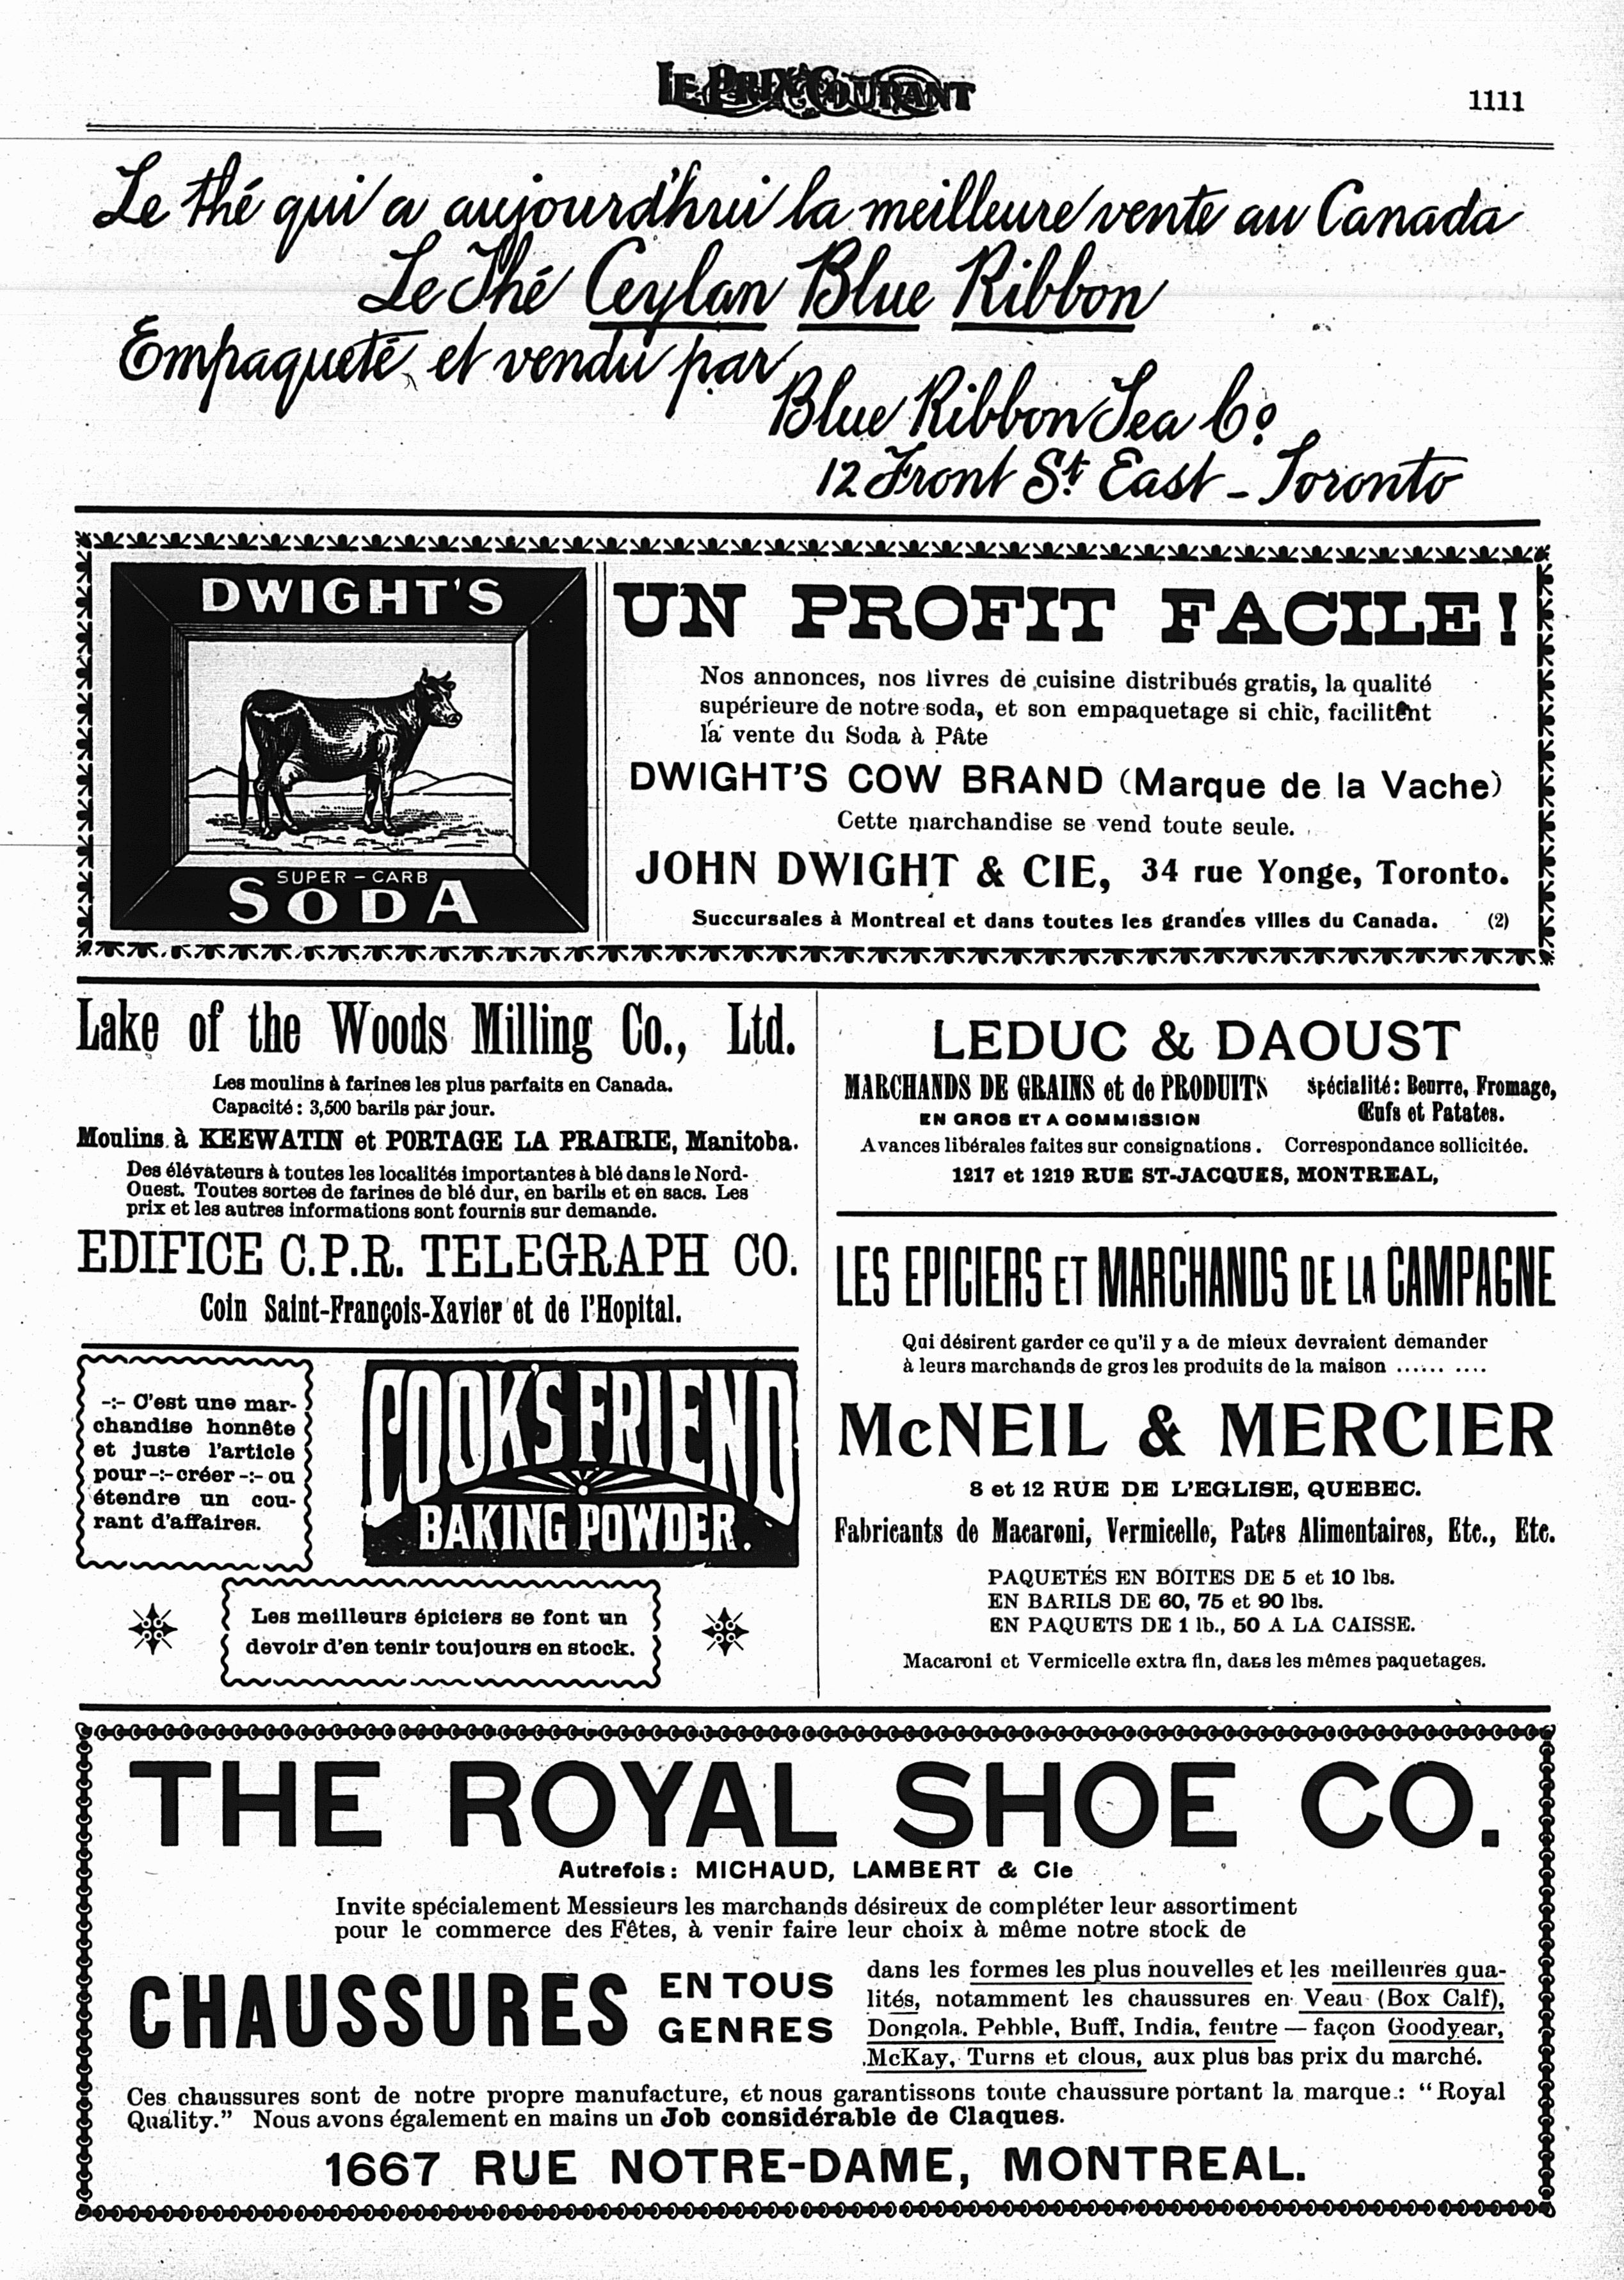 LE PRIX COURANT
1111
Le thé qui a aujourd'hui la meilleure vente au Canada
Le Thé Ceylan Blue Ribbon
Empaqueté et vendu par
Blue Ribbon Tea Co.
12 Front St. East - Toronto
DWIGHT'S
SUPER-CARB
SODA
UN PROFIT FACILE!
Nos annonces, nos livres de cuisine distribués gratis, la qualité
supérieure de notre soda, et son empaquetage si chic, facilitent
la vente du Soda à Pâte
DWIGHT'S COW BRAND (Marque de la Vache)
Cette marchandise se vend toute seule.
JOHN DWIGHT & CIE, 34 rue Yonge, Toronto.
Succursales à Montreal et dans toutes les grandes villes du Canada. (2)
Lake of the Woods Milling Co., Ltd.
Les moulins à farines les plus parfaits en Canada.
Capacité : 3,500 barils par jour.
Moulins à KEEWATIN et PORTAGE LA PRAIRIE, Manitoba.
Des élévateurs à toutes les localités importantes à blé dans le Nord-
Ouest. Toutes sortes de farines de blé dur, en barils et en sacs. Les
prix et les autres informations sont fournis sur demande.
EDIFICE C.P.R. TELEGRAPH CO.
Coin Saint-François-Xavier et de l'Hopital.
-:- C'est une mar-
chandise honnête
et juste l'article
pour -:- créer -:- ou
étendre un cou-
rant d'affaires.
COOK'S FRIEND
BAKING POWDER.
Les meilleurs épiciers se font un
devoir d'en tenir toujours en stock.
LEDUC & DAOUST
MARCHANDS DE GRAINS et de PRODUITS
EN GROS ET A COMMISSION
Spécialité : Beurre, Fromage,
Œufs et Patates.
Avances libérales faites sur consignations. Correspondance sollicitée.
1217 et 1219 RUE ST-JACQUES, MONTREAL,
LES EPICIERS ET MARCHANDS DE LA CAMPAGNE
Qui désirent garder ce qu'il y a de mieux devraient demander
à leurs marchands de gros les produits de la maison ...... ....
McNEIL & MERCIER
8 et 12 RUE DE L'EGLISE, QUEBEC.
Fabricants de Macaroni, Vermicelle, Pates Alimentaires, Etc., Etc.
PAQUETÉS EN BOITES DE 5 et 10 lbs.
EN BARILS DE 60, 75 et 90 lbs.
EN PAQUETS DE 1 lb., 50 A LA CAISSE.
Macaroni et Vermicelle extra fin, dans les mêmes paquetages.
THE ROYAL SHOE CO.
Autrefois : MICHAUD, LAMBERT & Cie
Invite spécialement Messieurs les marchands désireux de compléter leur assortiment
pour le commerce des Fêtes, à venir faire leur choix à même notre stock de
CHAUSSURES EN TOUS
GENRES
dans les formes les plus nouvelles et les meilleures qua-
lités, notamment les chaussures en Veau (Box Calf),
Dongola, Pebble, Buff, India, feutre — façon Goodyear,
McKay, Turns et clous, aux plus bas prix du marché.
Ces chaussures sont de notre propre manufacture, et nous garantissons toute chaussure portant la marque : "Royal
Quality." Nous avons également en mains un Job considérable de Claques.
1667 RUE NOTRE-DAME, MONTREAL.